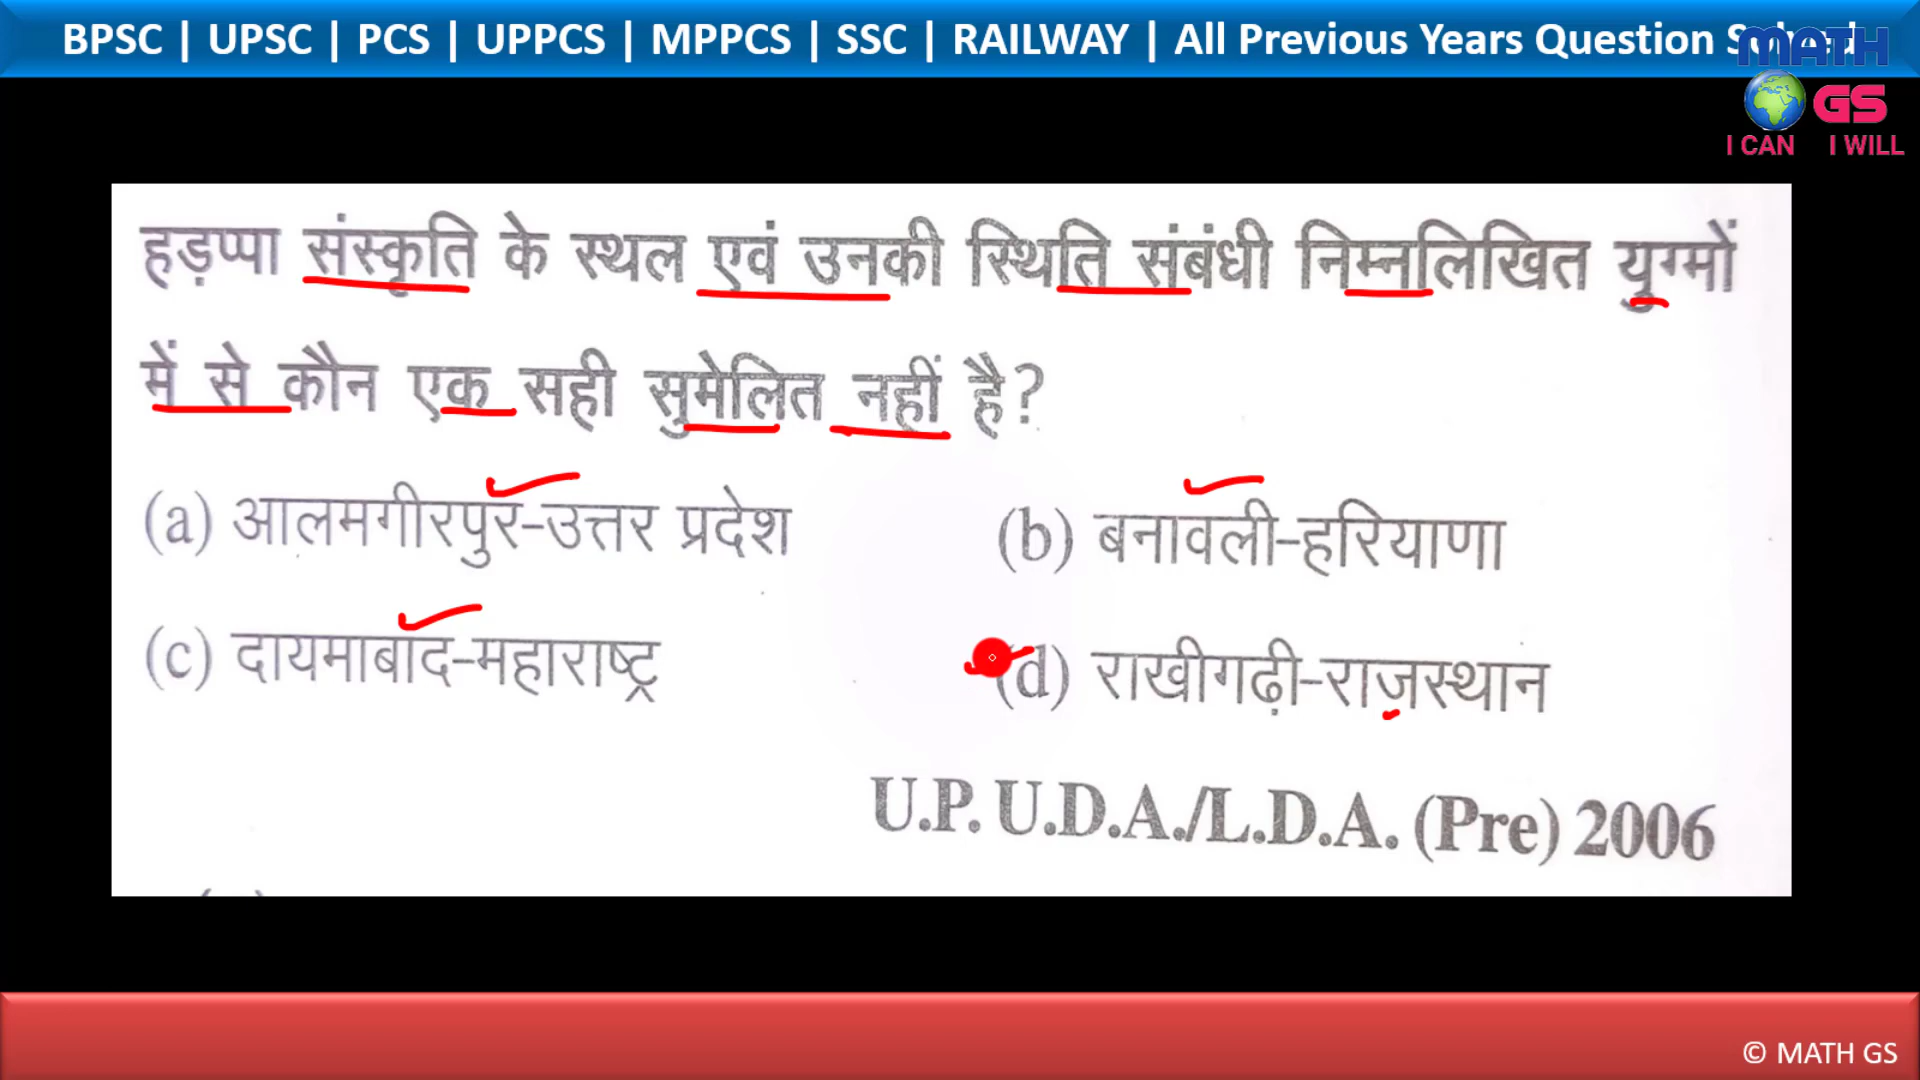 BPSC | UPSC | PCS | UPPCS | MPPCS | SSC | RAILWAY | All Previous Years Question
MATH
GS
I CAN I WILL
हड़प्पा संस्कृति के स्थल एवं उनकी स्थिति संबंधी निम्नलिखित युग्मों
में से कौन एक सही सुमेलित नहीं है?
(a) आलमगीरपुर-उत्तर प्रदेश (b) बनावली-हरियाणा
(c) दायमाबाद-महाराष्ट्र (d) राखीगढ़ी-राजस्थान
U.P. U.D.A./L.D.A. (Pre) 2006
© MATH GS